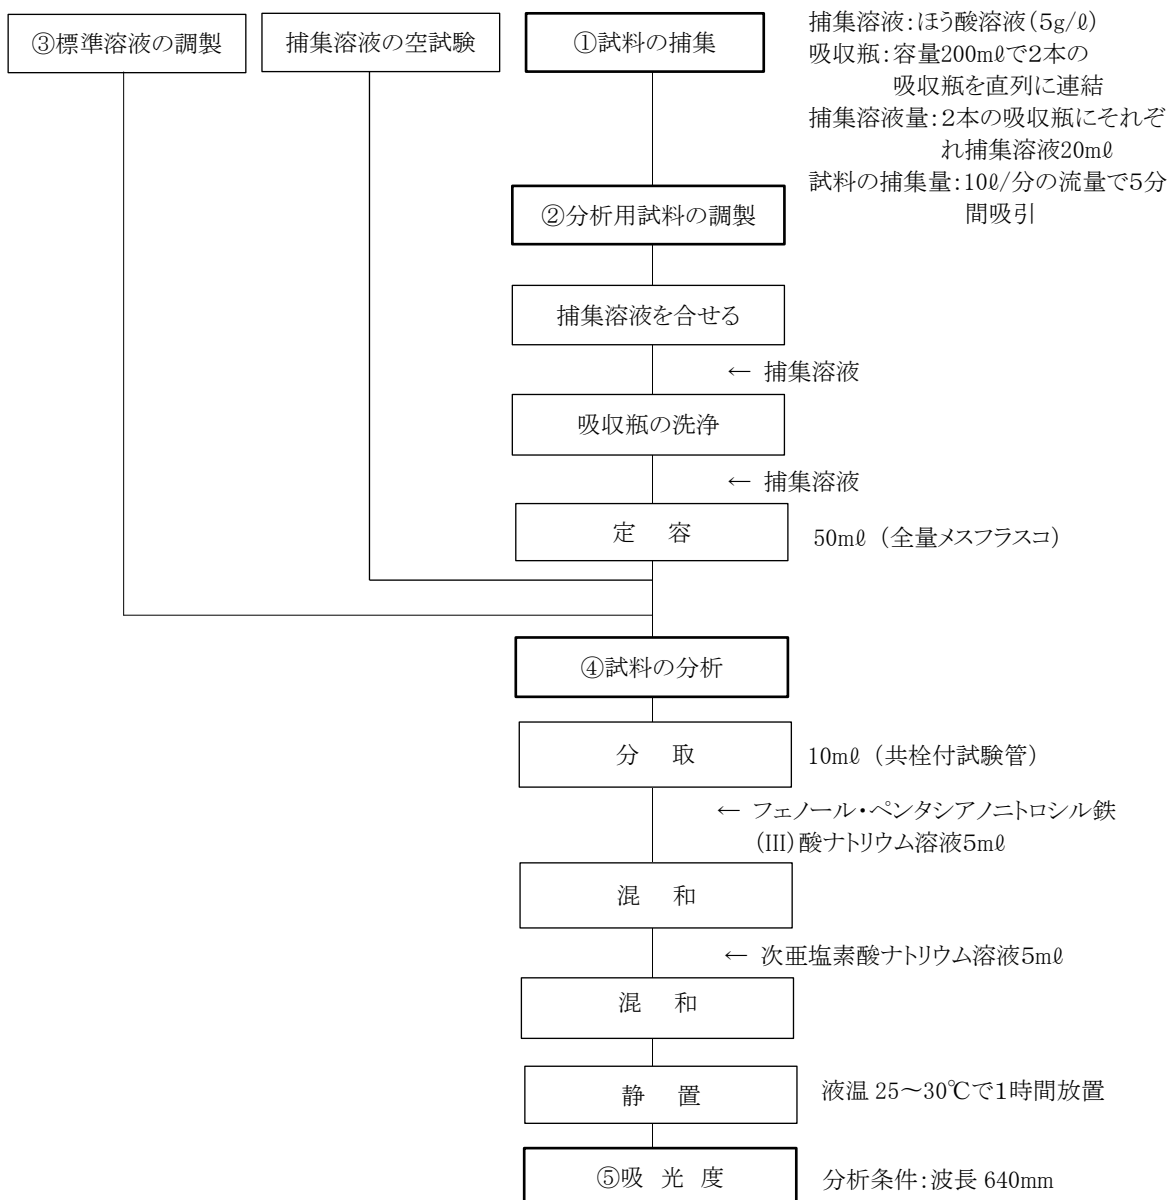 ③標準溶液の調製
捕集溶液の空試験
①試料の捕集
捕集溶液:ほう酸溶液(5g/ℓ)
吸収瓶:容量200mℓで2本の
吸収瓶を直列に連結
捕集溶液量:2本の吸収瓶にそれぞ
れ捕集溶液20mℓ
試料の捕集量:10ℓ/分の流量で5分
間吸引
②分析用試料の調製
捕集溶液を合せる
← 捕集溶液
吸収瓶の洗浄
← 捕集溶液
定 容
50mℓ (全量メスフラスコ)
④試料の分析
分 取
10mℓ (共栓付試験管)
← フェノール・ペンタシアノニトロシル鉄
(III)酸ナトリウム溶液5mℓ
混 和
← 次亜塩素酸ナトリウム溶液5mℓ
混 和
静 置
液温 25~30℃で1時間放置
⑤吸 光 度
分析条件:波長 640mm